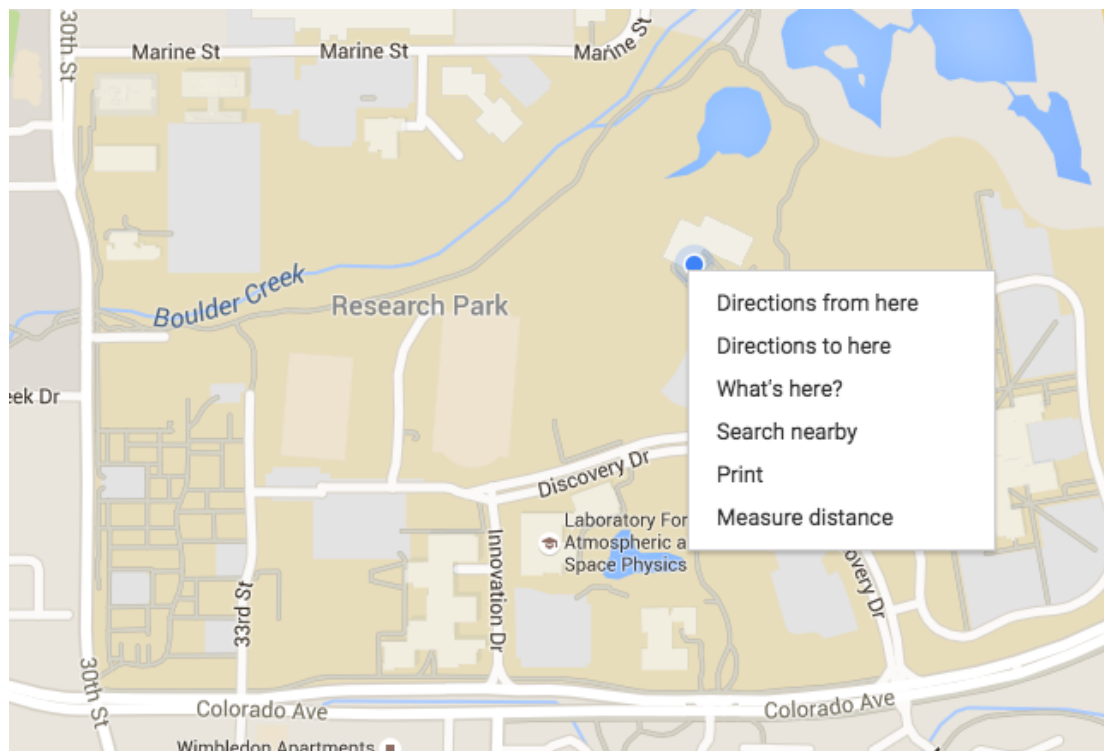 30th St
Marine St
Marine St
Marine St
Boulder Creek
Research Park
Directions from here
Directions to here
What's here?
Search nearby
Print
Measure distance
eek Dr
Discovery Dr
Laboratory For
Atmospheric a
Space Physics
Innovation Dr
overy Dr
33rd St
30th St
Colorado Ave
Colorado Ave
Wimbledon Apartments